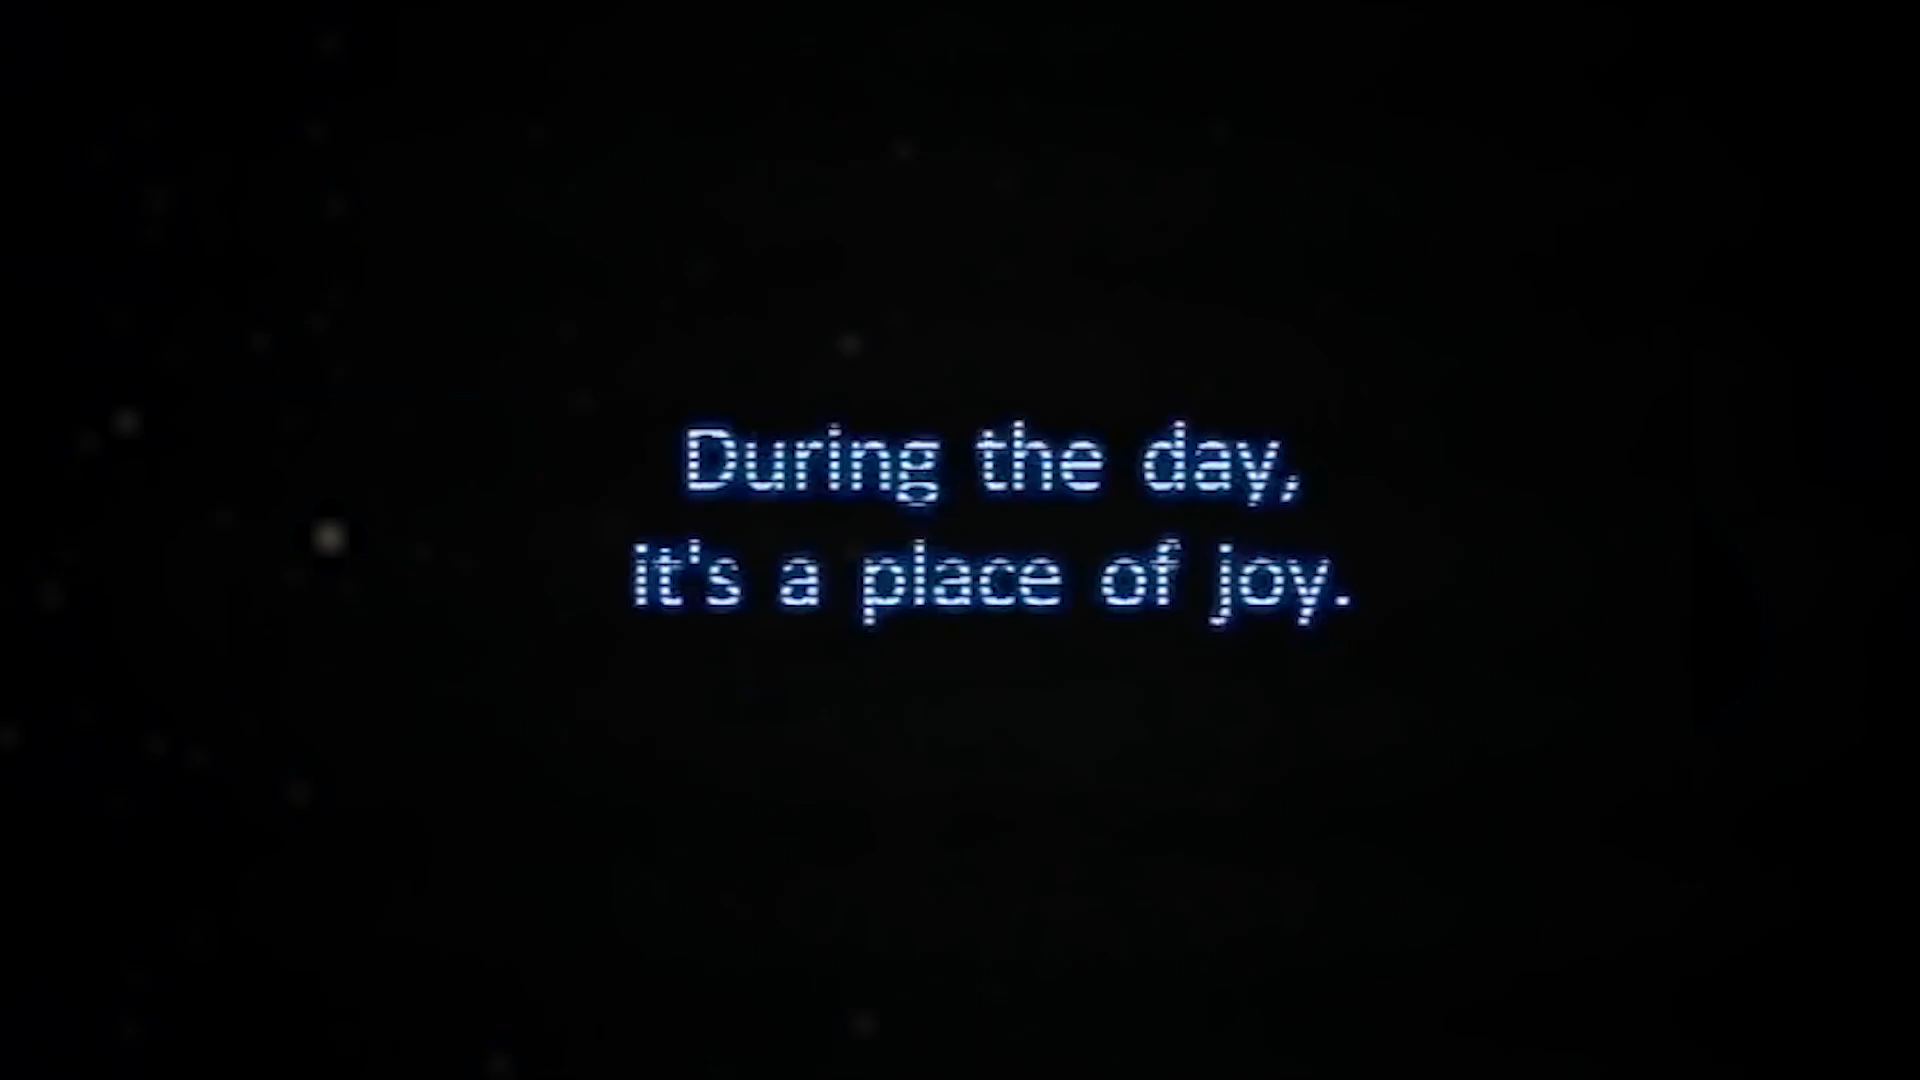 During the day,
it's a place of joy.